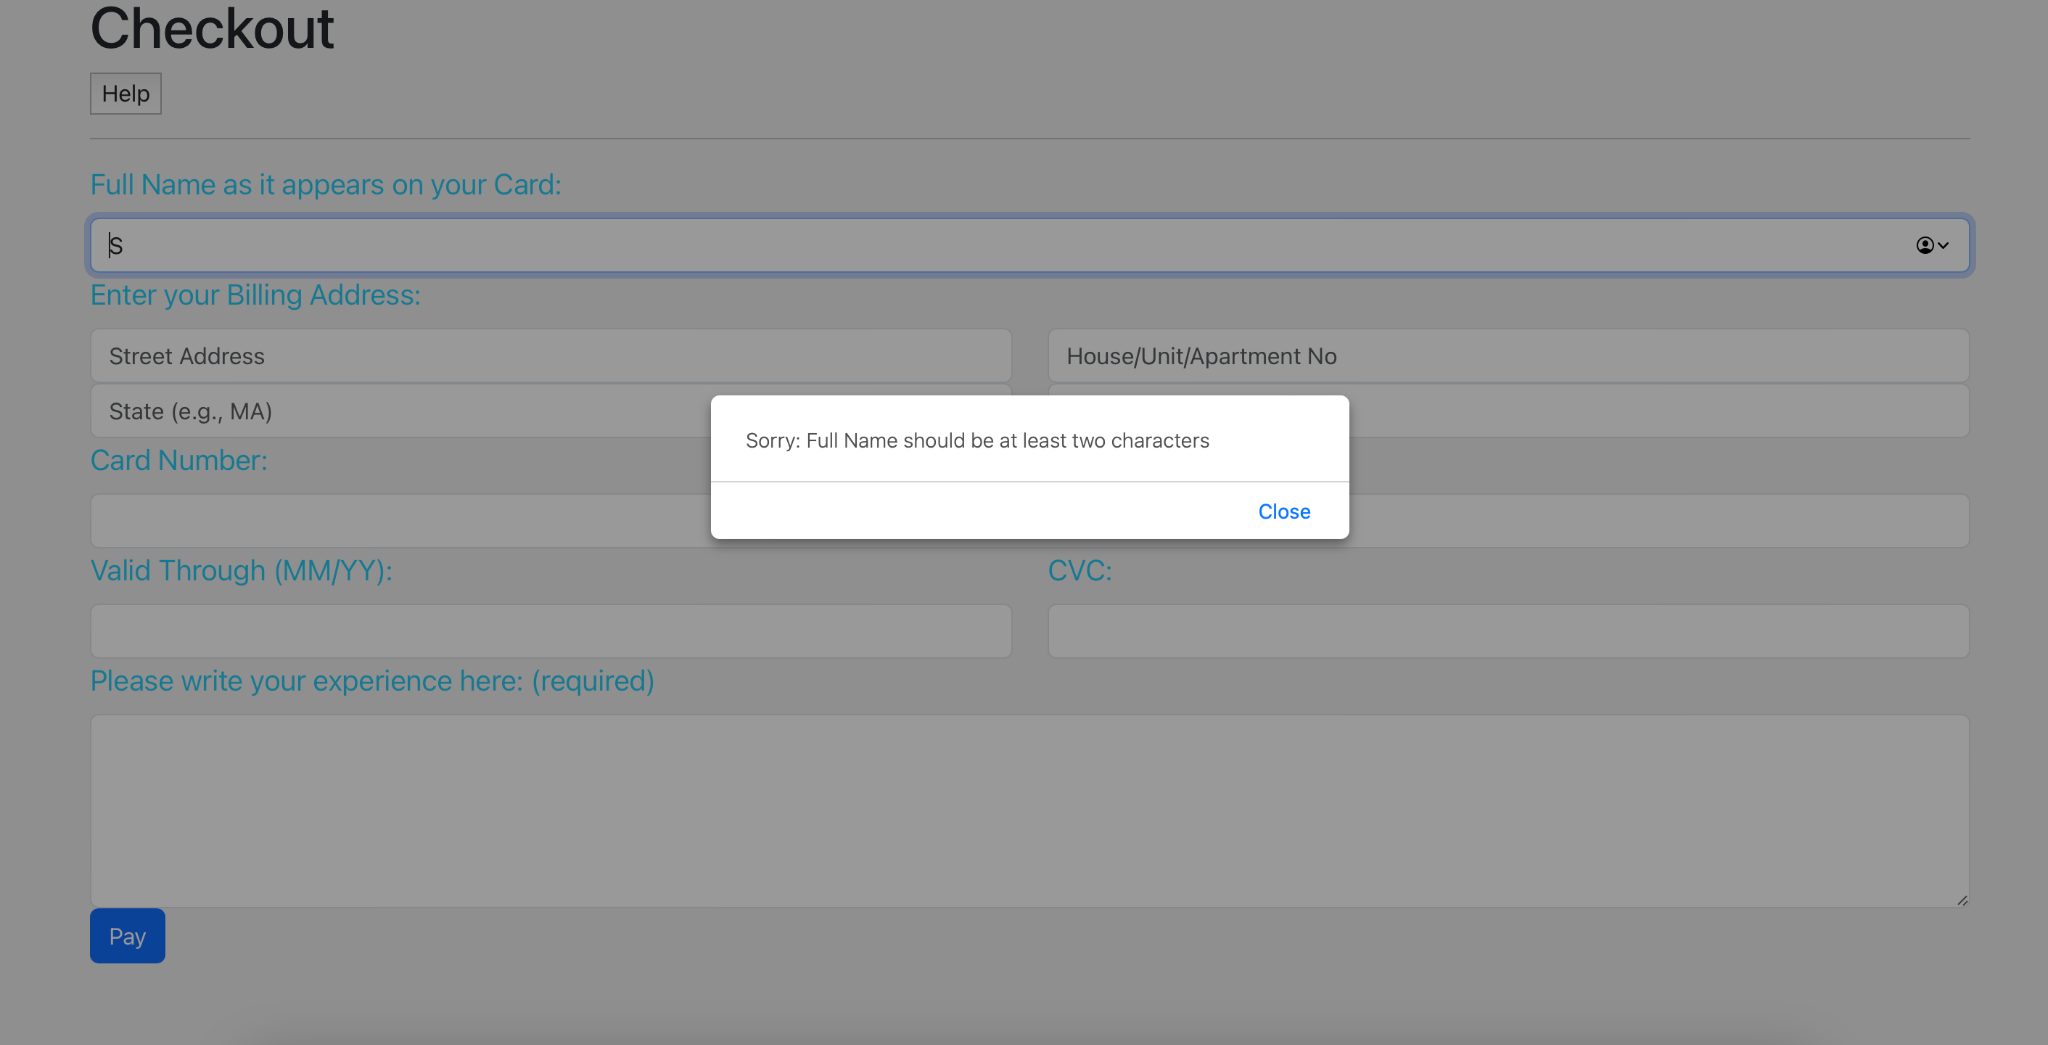 Checkout
Help
Full Name as it appears on your Card:
S
Enter your Billing Address:
Street Address
House/Unit/Apartment No
State (e.g., MA)
Sorry: Full Name should be at least two characters
Close
Card Number:
Valid Through (MM/YY):
CVC:
Please write your experience here: (required)
Pay